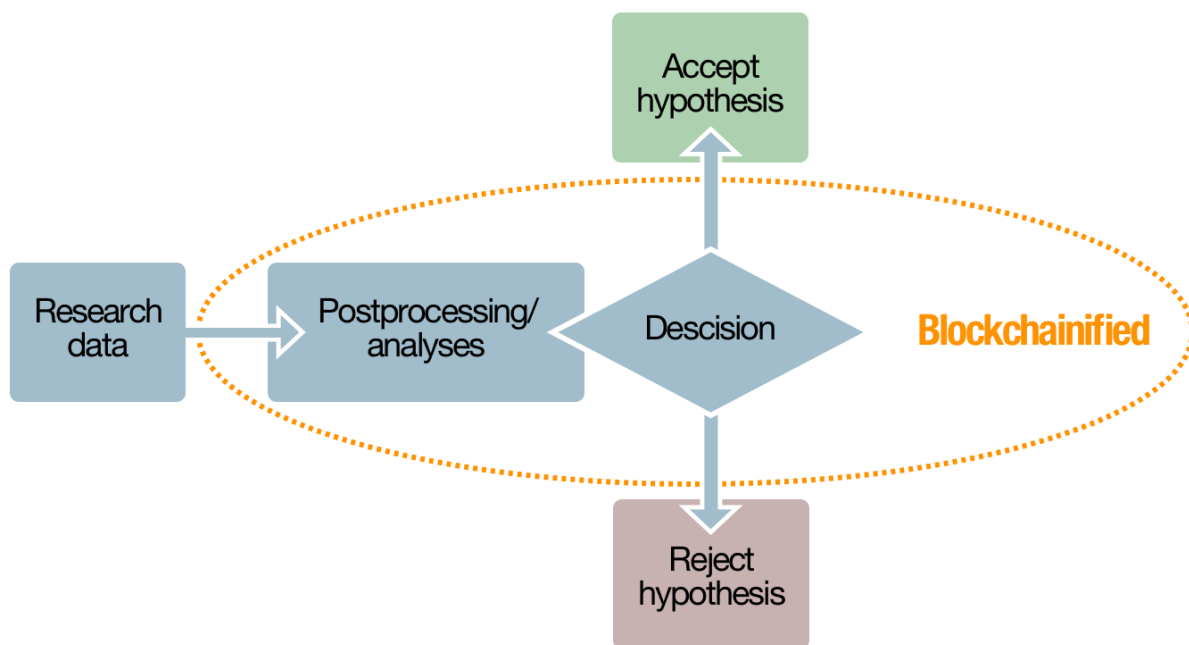 Accept
hypothesis
Research
data
Postprocessing/
analyses
Descision
Blockchainified
Reject
hypothesis